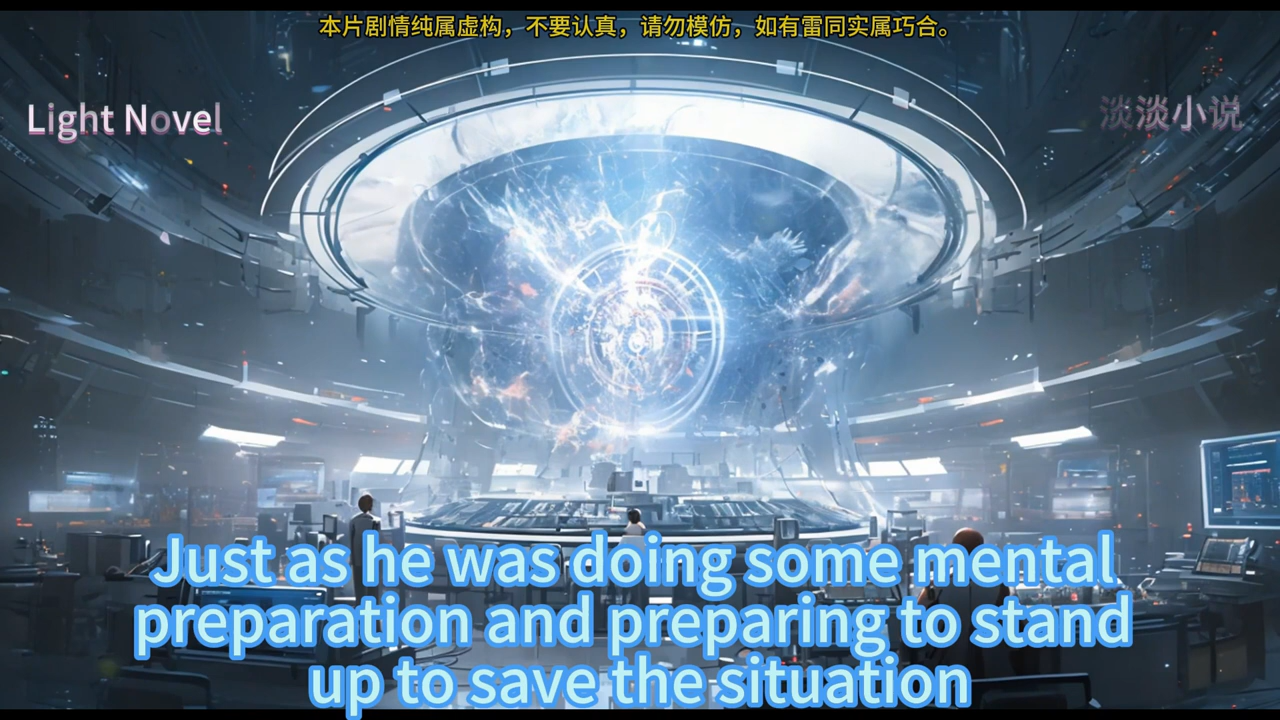 本片剧情纯属虚构，不要认真，请勿模仿，如有雷同实属巧合。
Light Novel
淡淡小说
Just as he was doing some mental
preparation and preparing to stand
up to save the situation